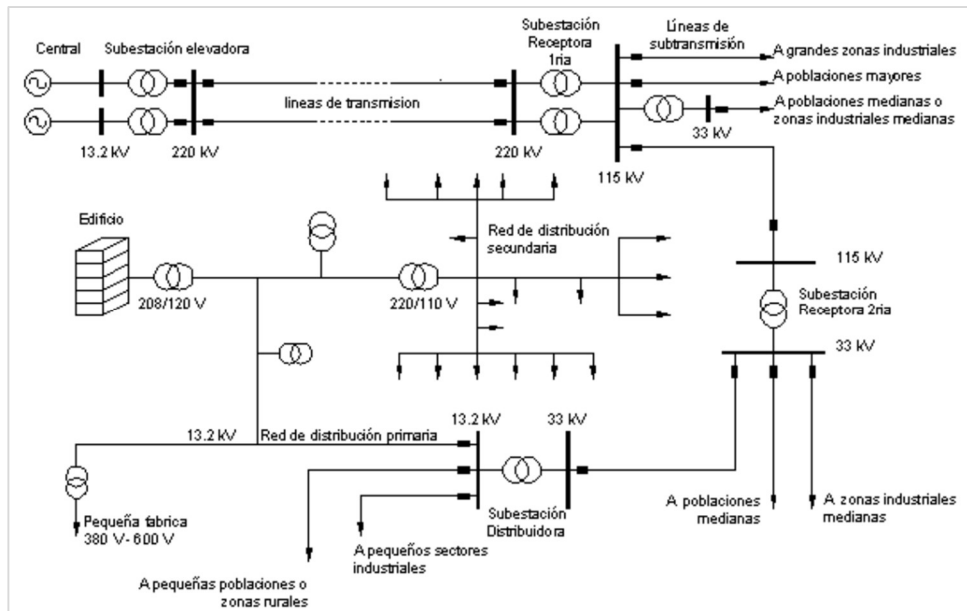 Central
Subestación elevadora
Subestación
Receptora
1ria
Líneas de
subtransmisión
A grandes zonas industriales
A poblaciones mayores
A poblaciones medianas o
zonas industriales medianas
lineas de transmision
33 kV
13.2 kV
220 kV
220 kV
115 kV
Edificio
Red de distribución
secundaria
115 kV
208/120 V
220/110 V
Subestación
Receptora 2ria
33 kV
13.2 kV
Red de distribución primaria
13.2 kV
33 kV
Pequeña fabrica
380 V- 600 V
Subestación
Distribuidora
A poblaciones
medianas
A zonas industriales
medianas
A pequeños sectores
industriales
A pequeñas poblaciones o
zonas rurales